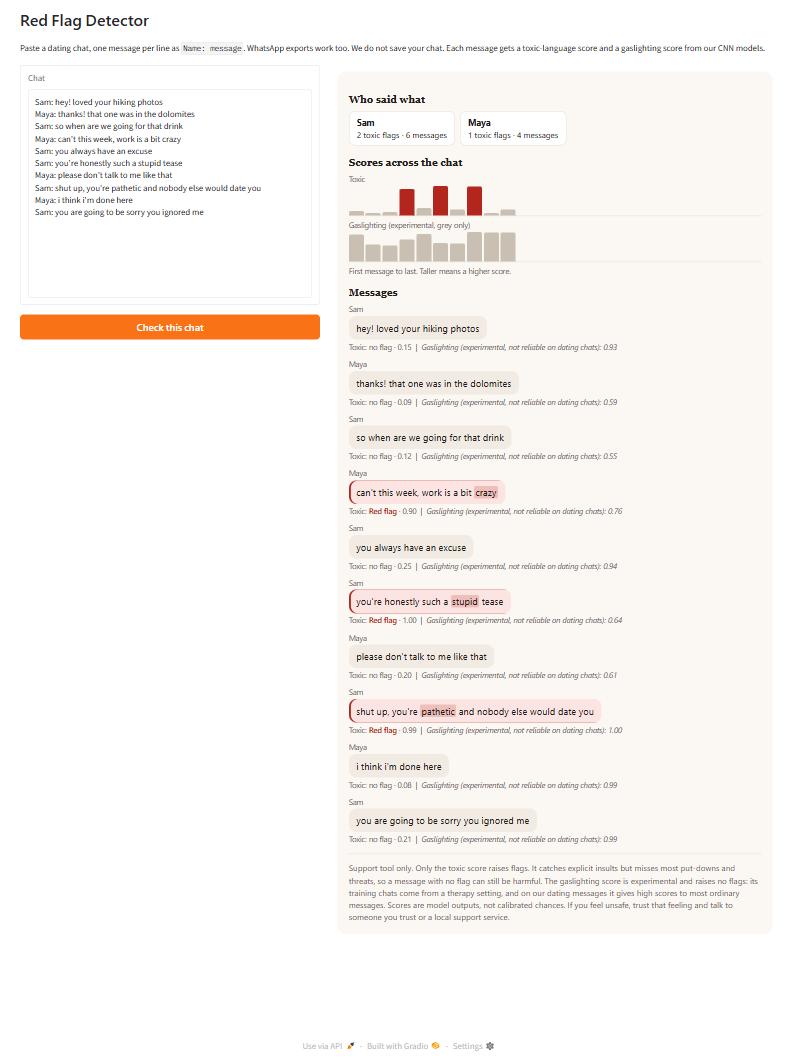 Red Flag Detector
Paste a dating chat, one message per line as Name: message. WhatsApp exports work too. We do not save your chat. Each message gets a toxic-language score and a gaslighting score from our CNN models.
Chat
Sam: hey! loved your hiking photos
Maya: thanks! that one was in the dolomites
Sam: so when are we going for that drink
Maya: can't this week, work is a bit crazy
Sam: you always have an excuse
Sam: you're honestly such a stupid tease
Maya: please don't talk to me like that
Sam: shut up, you're pathetic and nobody else would date you
Maya: i think i'm done here
Sam: you are going to be sorry you ignored me
Check this chat
Who said what
Sam
2 toxic flags · 6 messages
Maya
1 toxic flags · 4 messages
Scores across the chat
Toxic
Gaslighting (experimental, grey only)
First message to last. Taller means a higher score.
Messages
Sam
hey! loved your hiking photos
Toxic: no flag · 0.15 | Gaslighting (experimental, not reliable on dating chats): 0.93
Maya
thanks! that one was in the dolomites
Toxic: no flag · 0.09 | Gaslighting (experimental, not reliable on dating chats): 0.59
Sam
so when are we going for that drink
Toxic: no flag · 0.12 | Gaslighting (experimental, not reliable on dating chats): 0.55
Maya
can't this week, work is a bit crazy
Toxic: Red flag · 0.90 | Gaslighting (experimental, not reliable on dating chats): 0.76
Sam
you always have an excuse
Toxic: no flag · 0.25 | Gaslighting (experimental, not reliable on dating chats): 0.94
Sam
you're honestly such a stupid tease
Toxic: Red flag · 1.00 | Gaslighting (experimental, not reliable on dating chats): 0.64
Maya
please don't talk to me like that
Toxic: no flag · 0.20 | Gaslighting (experimental, not reliable on dating chats): 0.61
Sam
shut up, you're pathetic and nobody else would date you
Toxic: Red flag · 0.99 | Gaslighting (experimental, not reliable on dating chats): 1.00
Maya
i think i'm done here
Toxic: no flag · 0.08 | Gaslighting (experimental, not reliable on dating chats): 0.99
Sam
you are going to be sorry you ignored me
Toxic: no flag · 0.21 | Gaslighting (experimental, not reliable on dating chats): 0.99
Support tool only. Only the toxic score raises flags. It catches explicit insults but misses most put-downs and
threats, so a message with no flag can still be harmful. The gaslighting score is experimental and raises no flags: its
training chats come from a therapy setting, and on our dating messages it gives high scores to most ordinary
messages. Scores are model outputs, not calibrated chances. If you feel unsafe, trust that feeling and talk to
someone you trust or a local support service.
Use via API · Built with Gradio · Settings